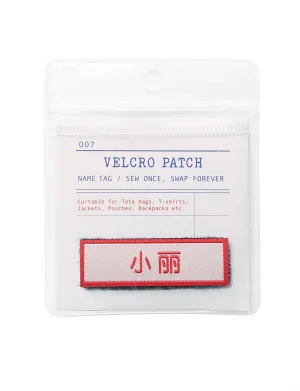 007
VELCRO PATCH
NAME TAG / SEW ONCE, SWAP FOREVER
Suitable for Tote Bags, T-shirts,
Jackets, Pouches, Backpacks etc
小丽